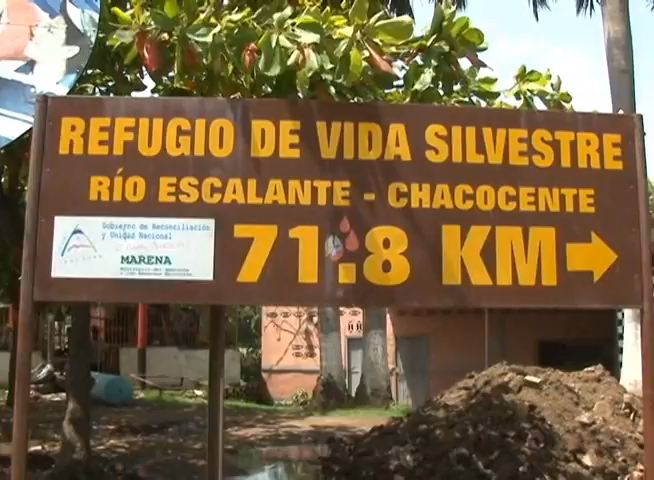 REFUGIO DE VIDA SILVESTRE
RÍO ESCALANTE - CHACOCENTE
71.8 KM
Gobierno de Reconciliación
y Unidad Nacional
MARENA